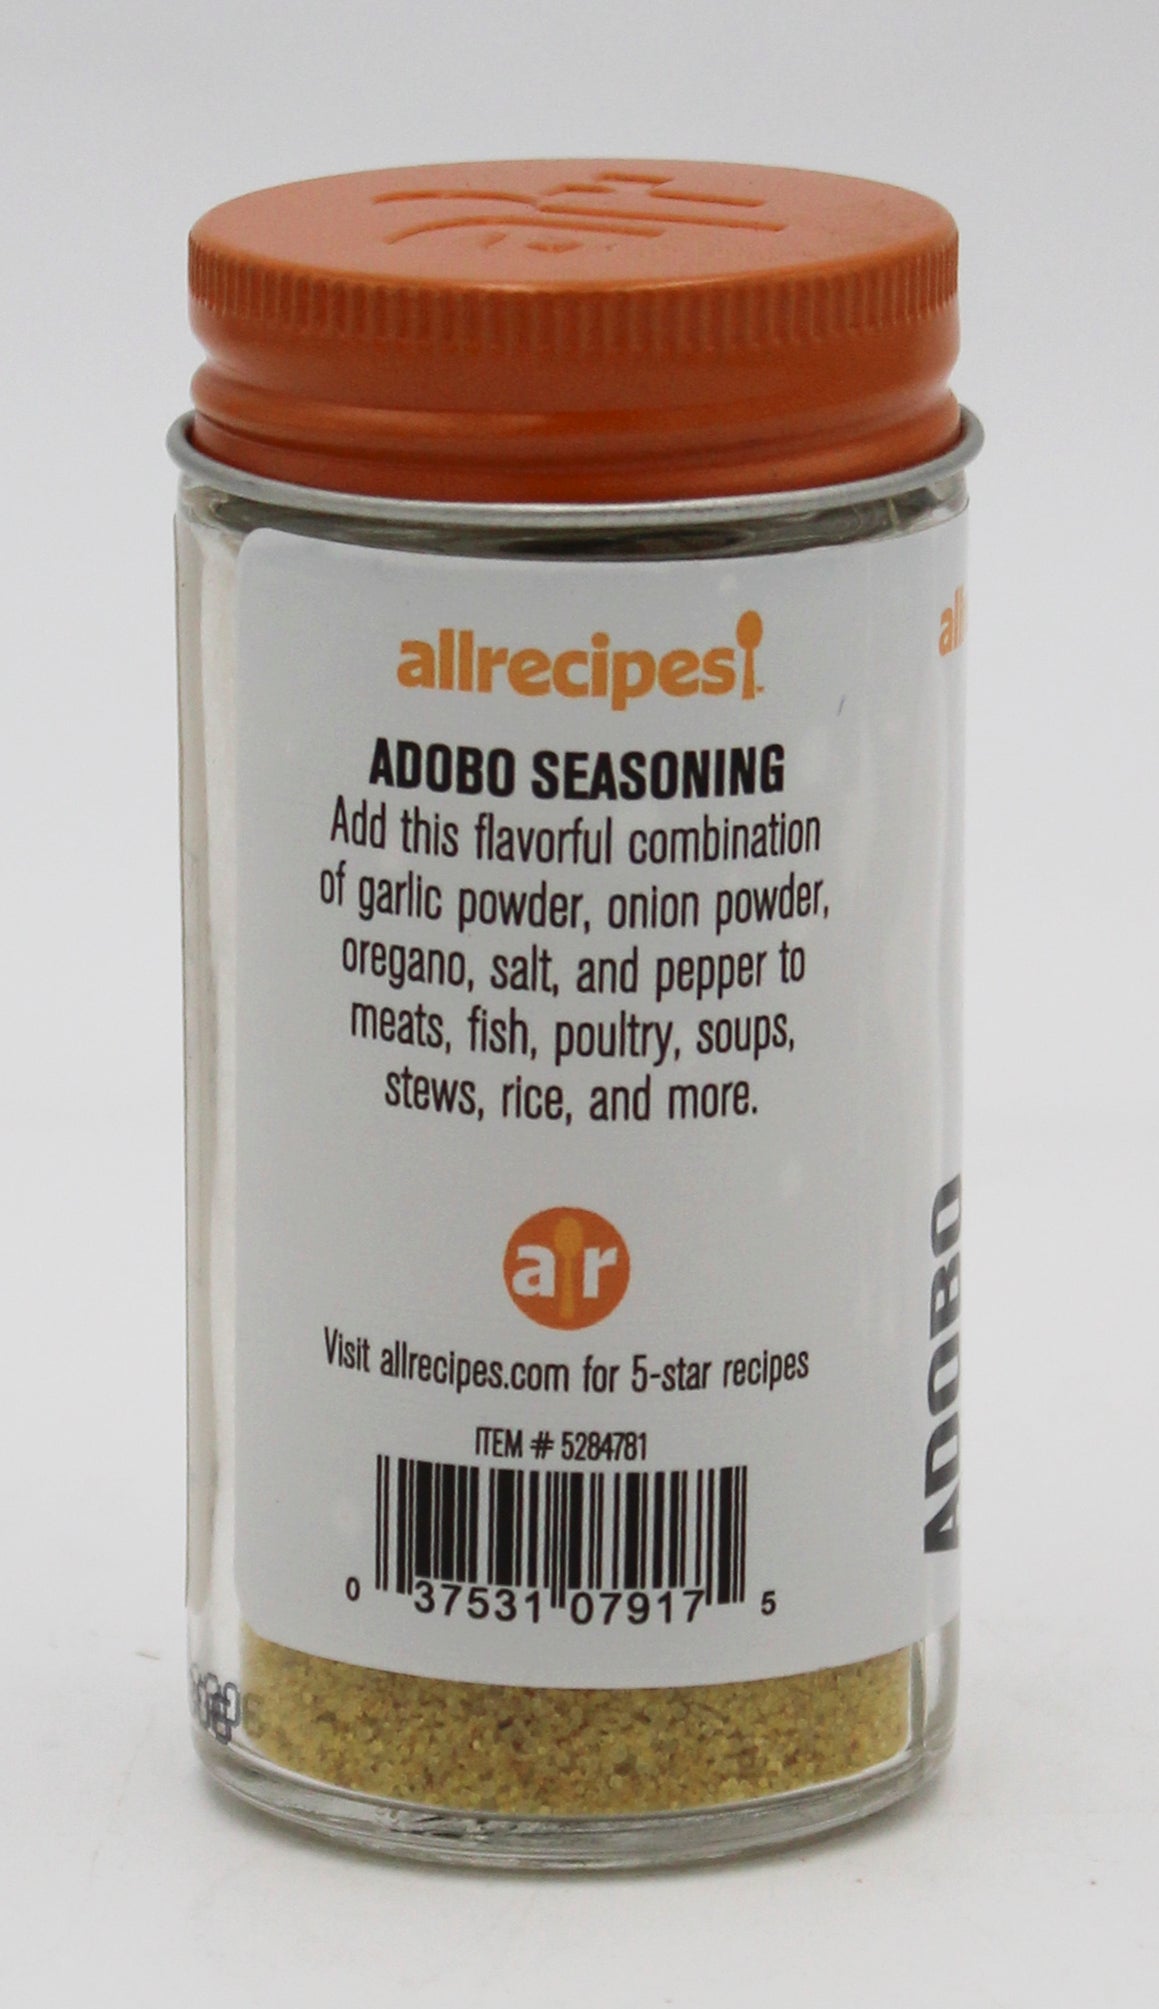 allrecipes
ADOBO SEASONING
Add this flavorful combination
of garlic powder, onion powder,
oregano, salt, and pepper to
meats, fish, poultry, soups,
stews, rice, and more.
ar
Visit allrecipes.com for 5-star recipes
ITEM # 5284781
0 37531 07917 5
ADOBO